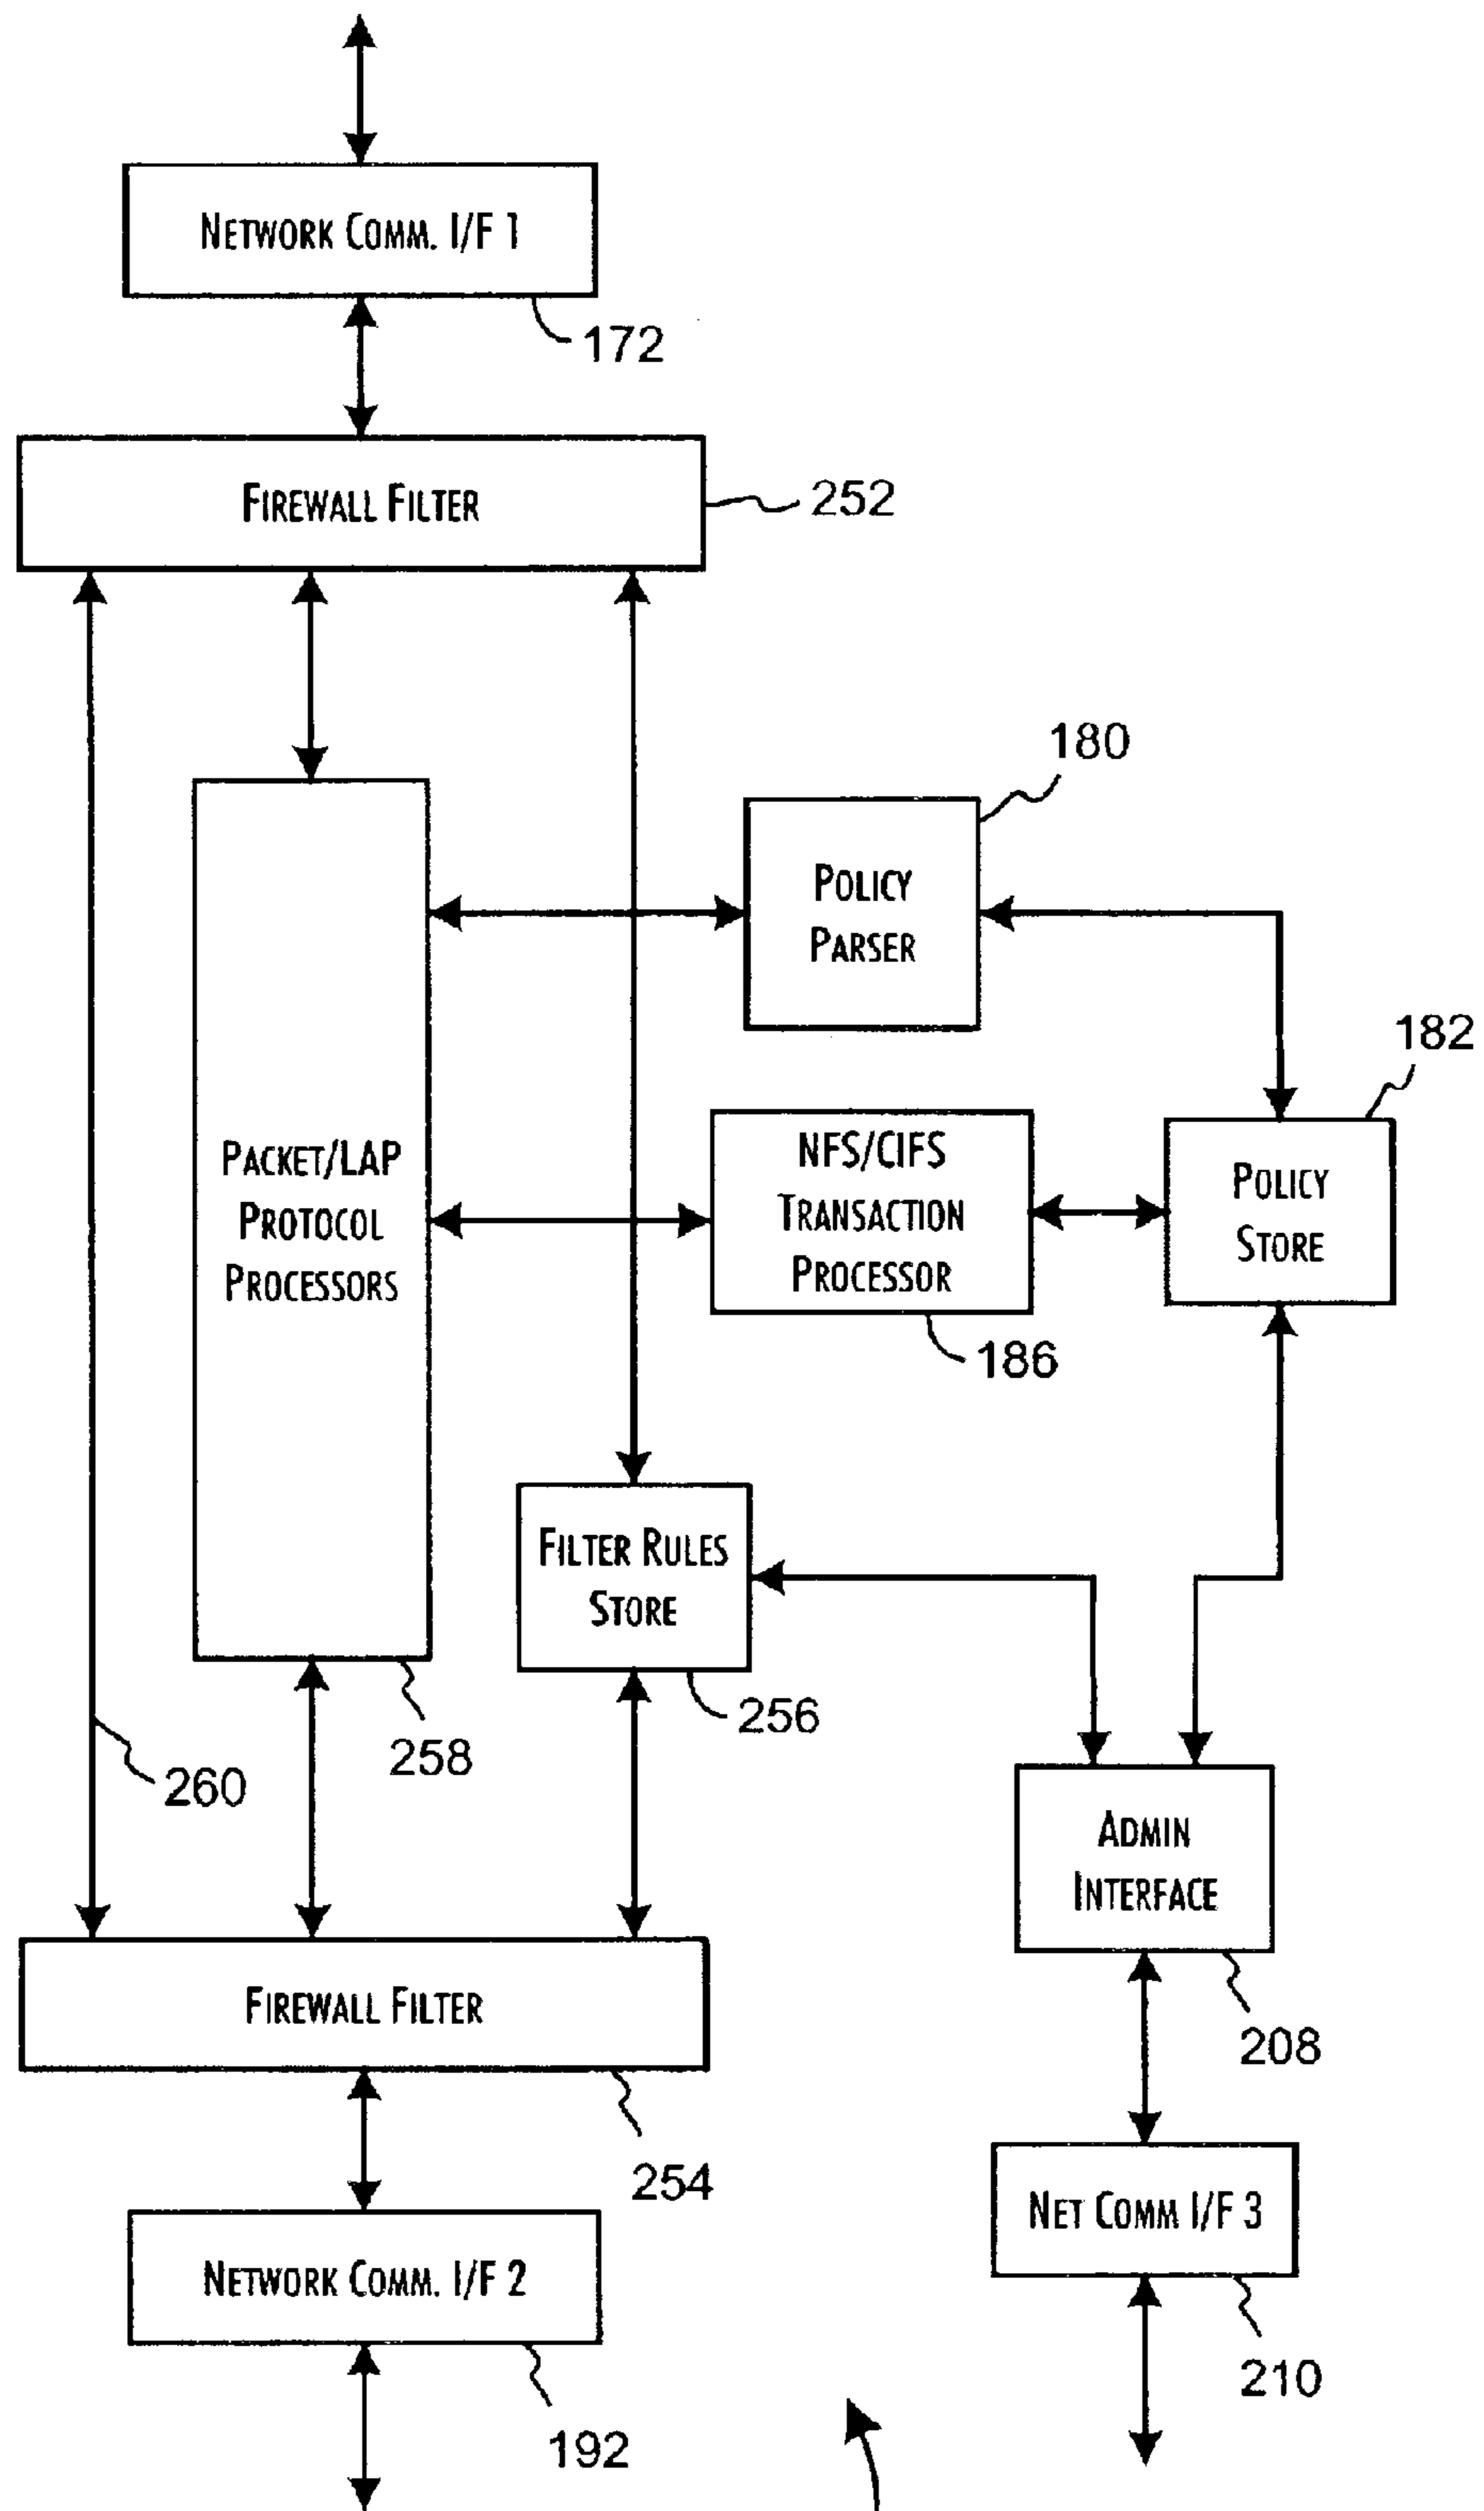 NETWORK COMM. I/F 1
172
FIREWALL FILTER
252
180
POLICY
PARSER
182
PACKET/LAP
PROTOCOL
PROCESSORS
NFS/CIFS
TRANSACTION
PROCESSOR
186
POLICY
STORE
FILTER RULES
STORE
256
258
260
ADMIN
INTERFACE
208
FIREWALL FILTER
254
NET COMM I/F 3
210
NETWORK COMM. I/F 2
192